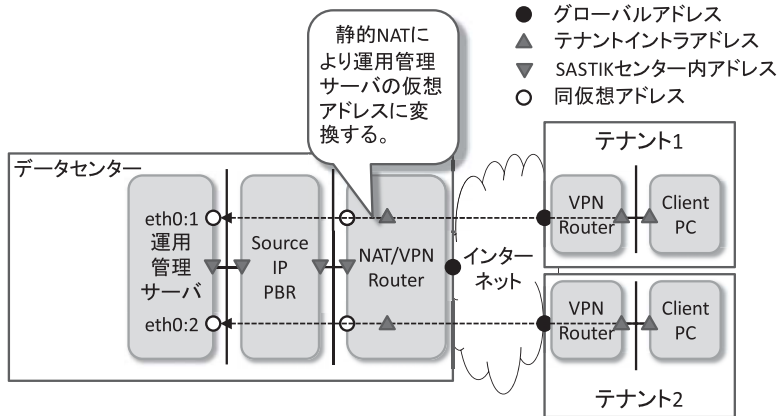 グローバルアドレス
テナントイントラアドレス
SASTIKセンター内アドレス
同仮想アドレス
静的NATに
より運用管理
サーバの仮想
アドレスに変
換する。
データセンター
eth0:1
運用
管理
サーバ
eth0:2
Source
IP
PBR
NAT/VPN
Router
インター
ネット
テナント1
VPN
Router
Client
PC
VPN
Router
Client
PC
テナント2